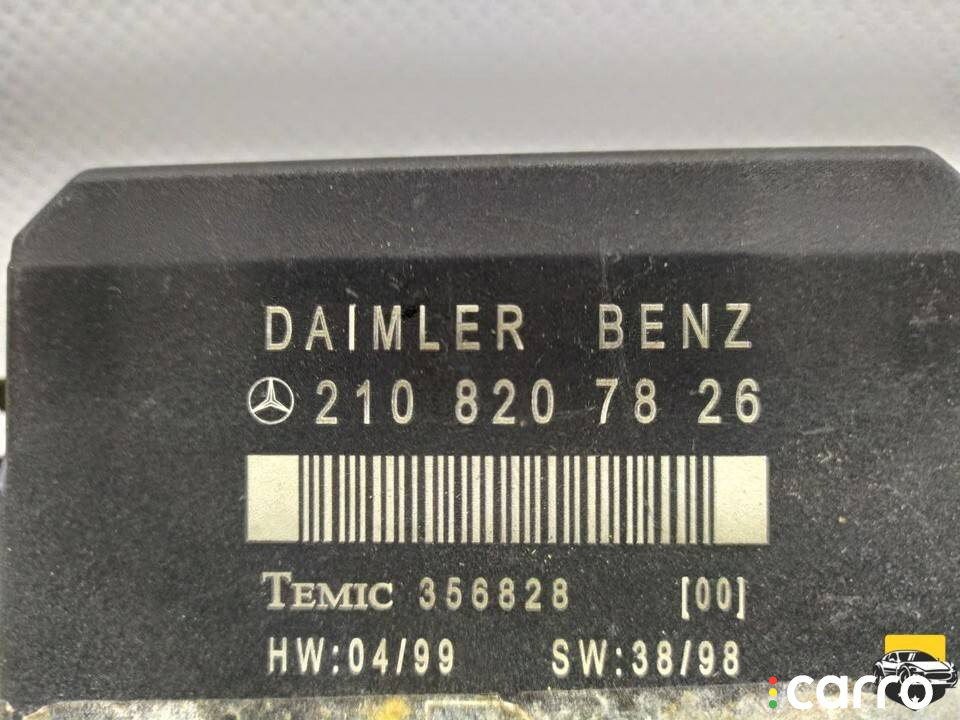 DAIMLER BENZ
210 820 78 26
TEMIC 356828 [00]
HW:04/99 SW:38/98
carro